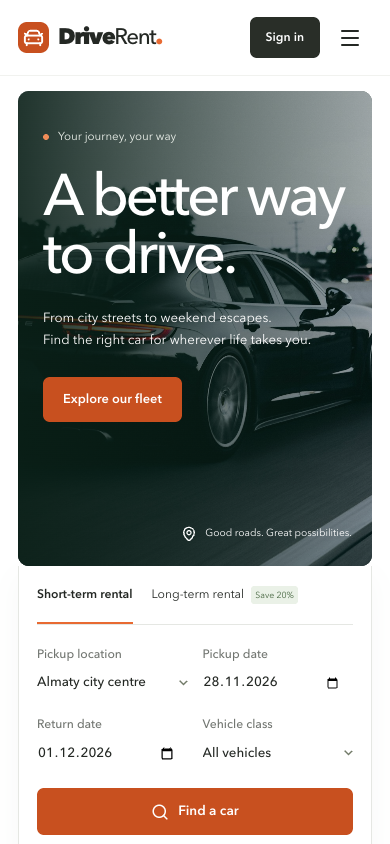 DriveRent.
Sign in
Your journey, your way
A better way
to drive.
From city streets to weekend escapes.
Find the right car for wherever life takes you.
Explore our fleet
Good roads. Great possibilities.
Short-term rental
Long-term rental
Save 20%
Pickup location
Pickup date
Almaty city centre
28.11.2026
Return date
Vehicle class
01.12.2026
All vehicles
Find a car